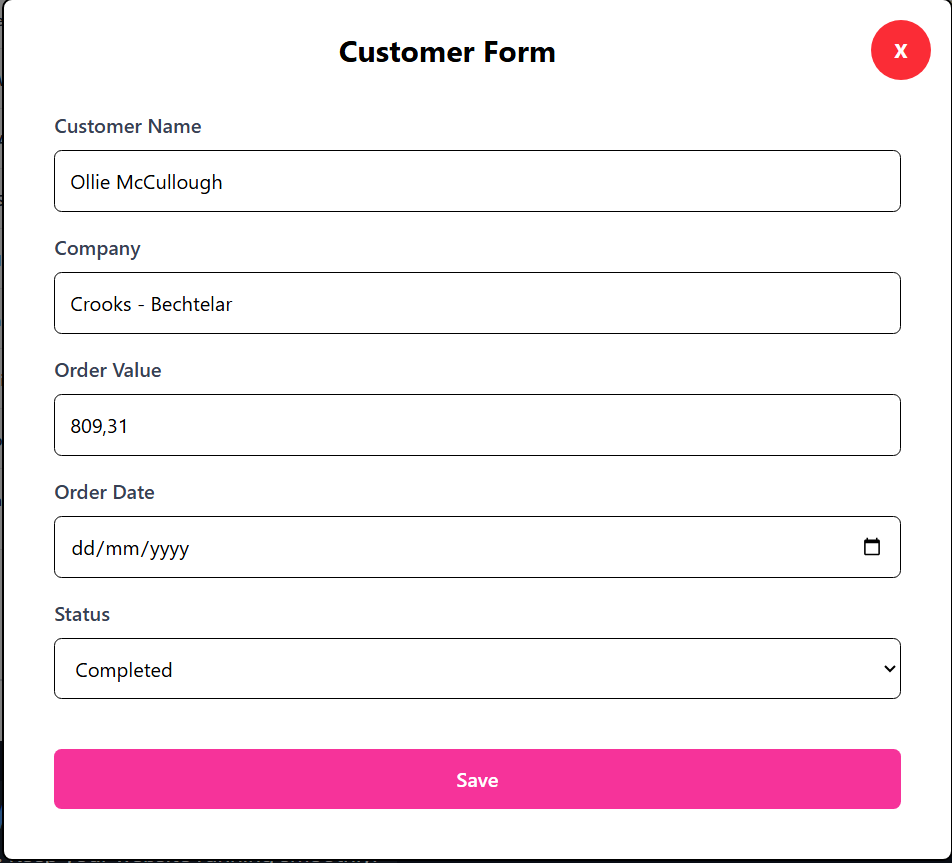 Customer Form
X
Customer Name
Ollie McCullough
Company
Crooks - Bechtelar
Order Value
809,31
Order Date
dd/mm/yyyy
Status
Completed
Save